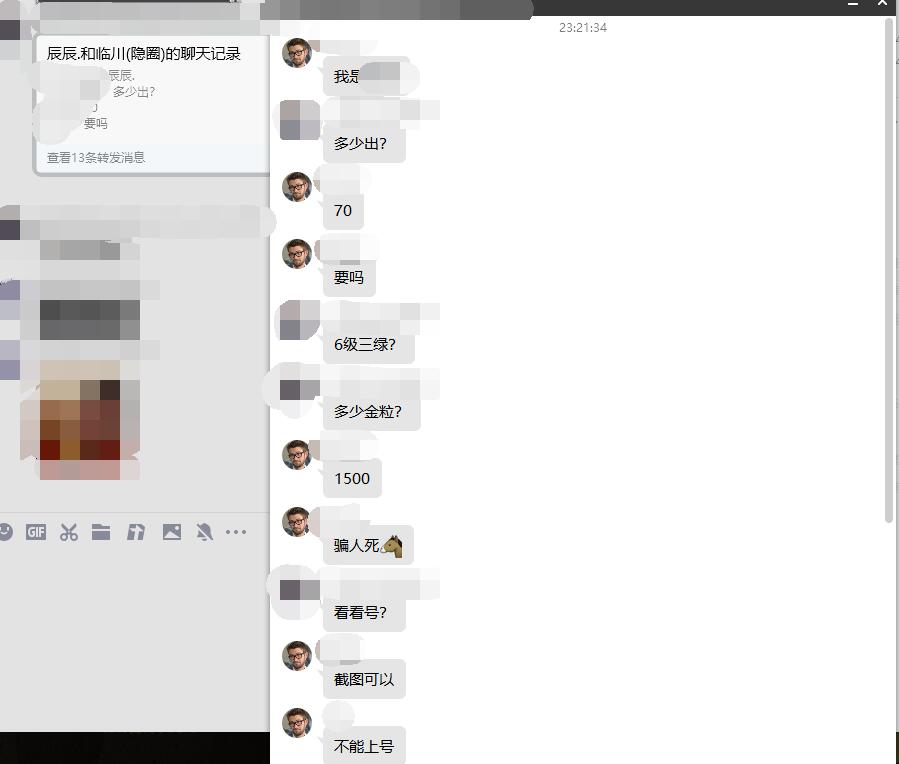 辰辰.和临川(隐圈)的聊天记录
辰辰.
多少出?
要吗
查看13条转发消息
GIF
23:21:34
我是
多少出?
70
要吗
6级三绿?
多少金粒?
1500
骗人死
看看号?
截图可以
不能上号